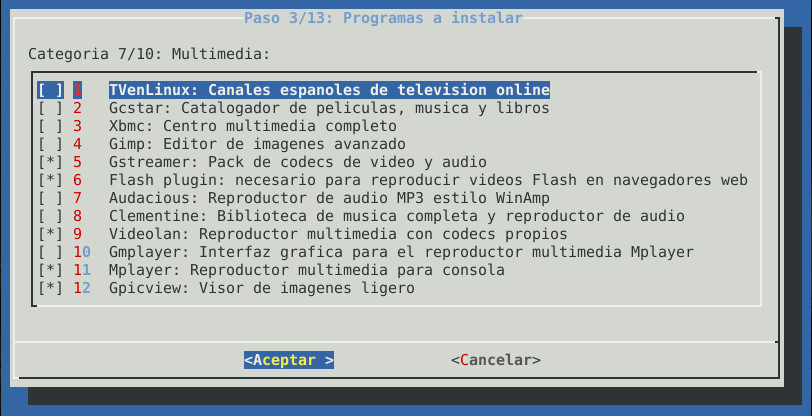 Paso 3/13: Programas a instalar
Categoria 7/10: Multimedia:
[ ] 1 TVenLinux: Canales espanoles de television online
[ ] 2 Gcstar: Catalogador de peliculas, musica y libros
[ ] 3 Xbmc: Centro multimedia completo
[ ] 4 Gimp: Editor de imagenes avanzado
[*] 5 Gstreamer: Pack de codecs de video y audio
[*] 6 Flash plugin: necesario para reproducir videos Flash en navegadores web
[ ] 7 Audacious: Reproductor de audio MP3 estilo WinAmp
[ ] 8 Clementine: Biblioteca de musica completa y reproductor de audio
[*] 9 Videolan: Reproductor multimedia con codecs propios
[ ] 10 Gmplayer: Interfaz grafica para el reproductor multimedia Mplayer
[*] 11 Mplayer: Reproductor multimedia para consola
[*] 12 Gpicview: Visor de imagenes ligero
<Aceptar > <Cancelar>